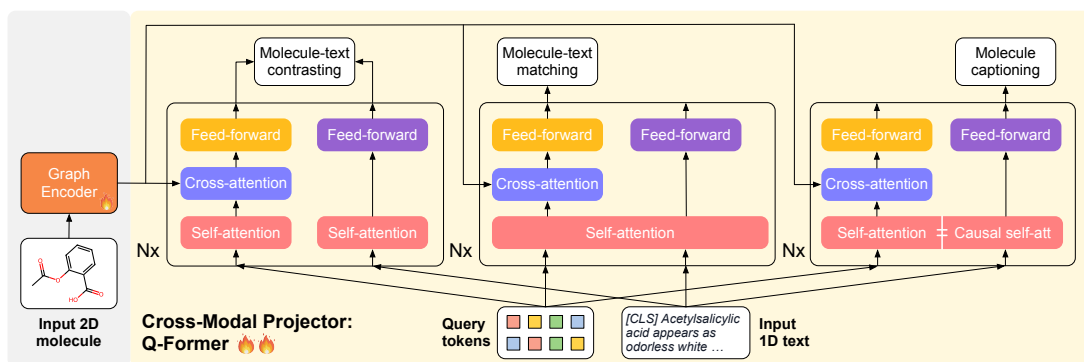 Molecule-text
contrasting
Molecule-text
matching
Molecule
captioning
Feed-forward
Feed-forward
Feed-forward
Feed-forward
Feed-forward
Feed-forward
Graph
Encoder
Cross-attention
Cross-attention
Cross-attention
Self-attention
Self-attention
Self-attention
Self-attention
=
Causal self-att
Nx
Nx
Nx
O
O
HO
O
Input 2D
molecule
Cross-Modal Projector:
Q-Former
Query
tokens
[CLS] Acetylsalicylic
acid appears as
odorless white ...
Input
1D text